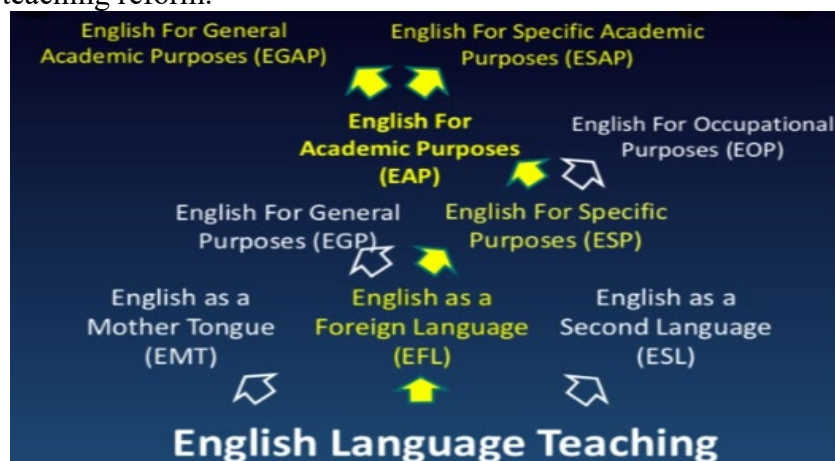 teaching reform.
English For General
Academic Purposes (EGAP)
English For Specific Academic
Purposes (ESAP)
English For
Academic Purposes
(EAP)
English For Occupational
Purposes (EOP)
English For General
Purposes (EGP)
English For Specific
Purposes (ESP)
English as a
Mother Tongue
(EMT)
English as a
Foreign Language
(EFL)
English as a
Second Language
(ESL)
English Language Teaching